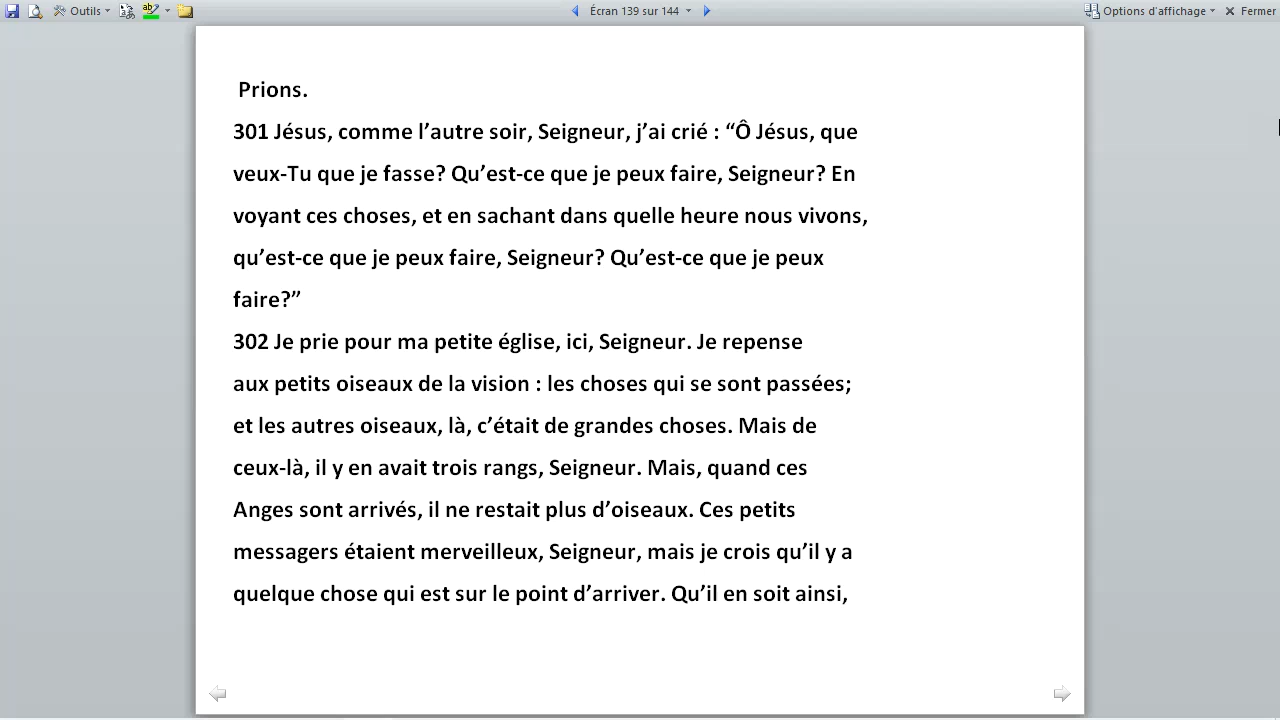 Outils
Écran 139 sur 144
Options d'affichage
Fermer
Prions.
301 Jésus, comme l’autre soir, Seigneur, j’ai crié : “Ô Jésus, que
veux-Tu que je fasse? Qu’est-ce que je peux faire, Seigneur? En
voyant ces choses, et en sachant dans quelle heure nous vivons,
qu’est-ce que je peux faire, Seigneur? Qu’est-ce que je peux
faire?”
302 Je prie pour ma petite église, ici, Seigneur. Je repense
aux petits oiseaux de la vision : les choses qui se sont passées;
et les autres oiseaux, là, c’était de grandes choses. Mais de
ceux-là, il y en avait trois rangs, Seigneur. Mais, quand ces
Anges sont arrivés, il ne restait plus d’oiseaux. Ces petits
messagers étaient merveilleux, Seigneur, mais je crois qu’il y a
quelque chose qui est sur le point d’arriver. Qu’il en soit ainsi,